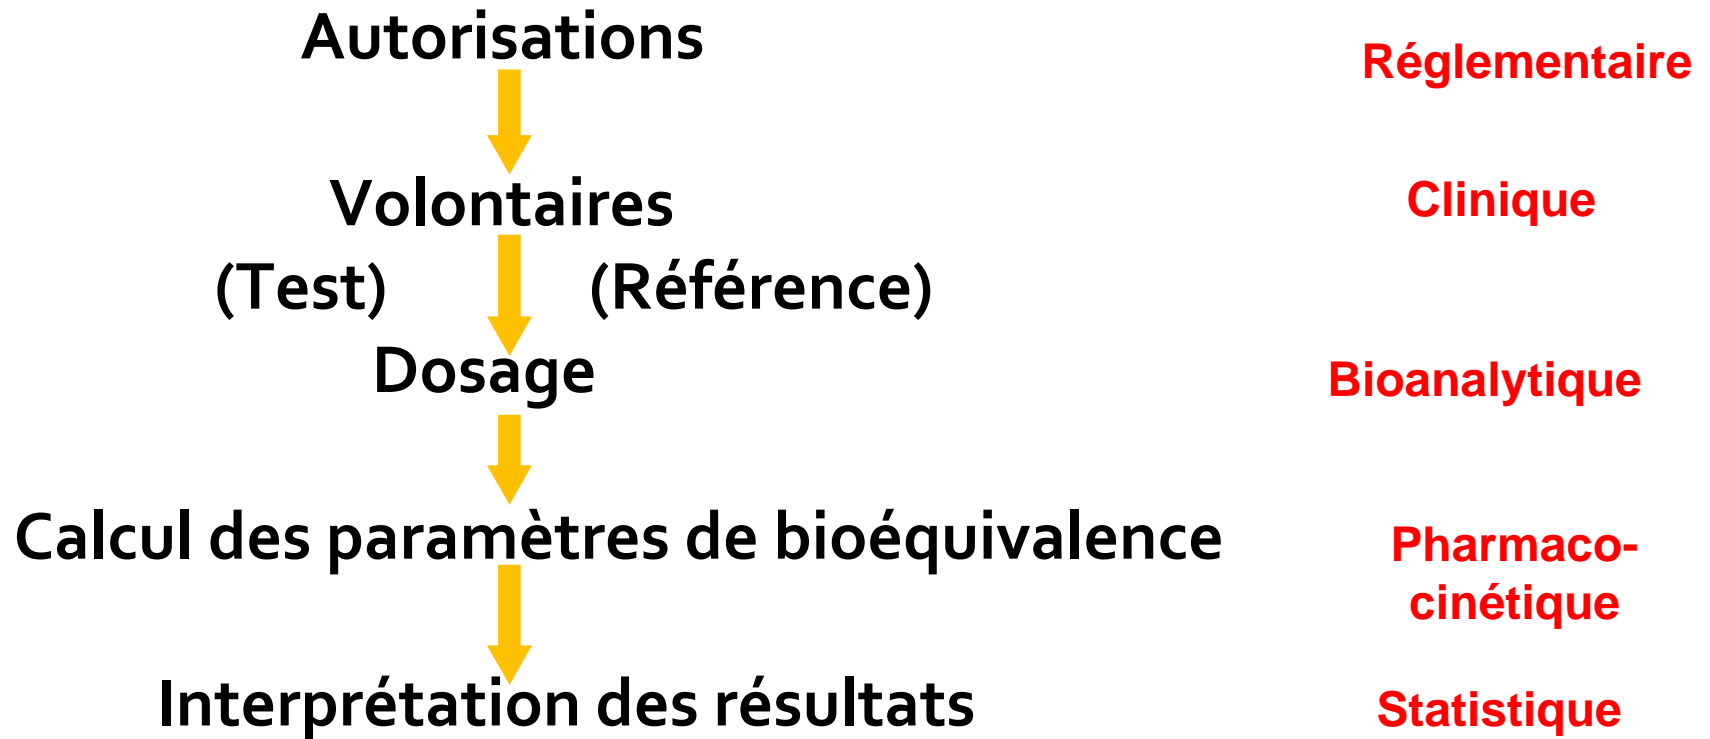 Autorisations
Réglementaire
Volontaires
Clinique
(Test) (Référence)
Dosage
Bioanalytique
Calcul des paramètres de bioéquivalence
Pharmaco-
cinétique
Interprétation des résultats
Statistique